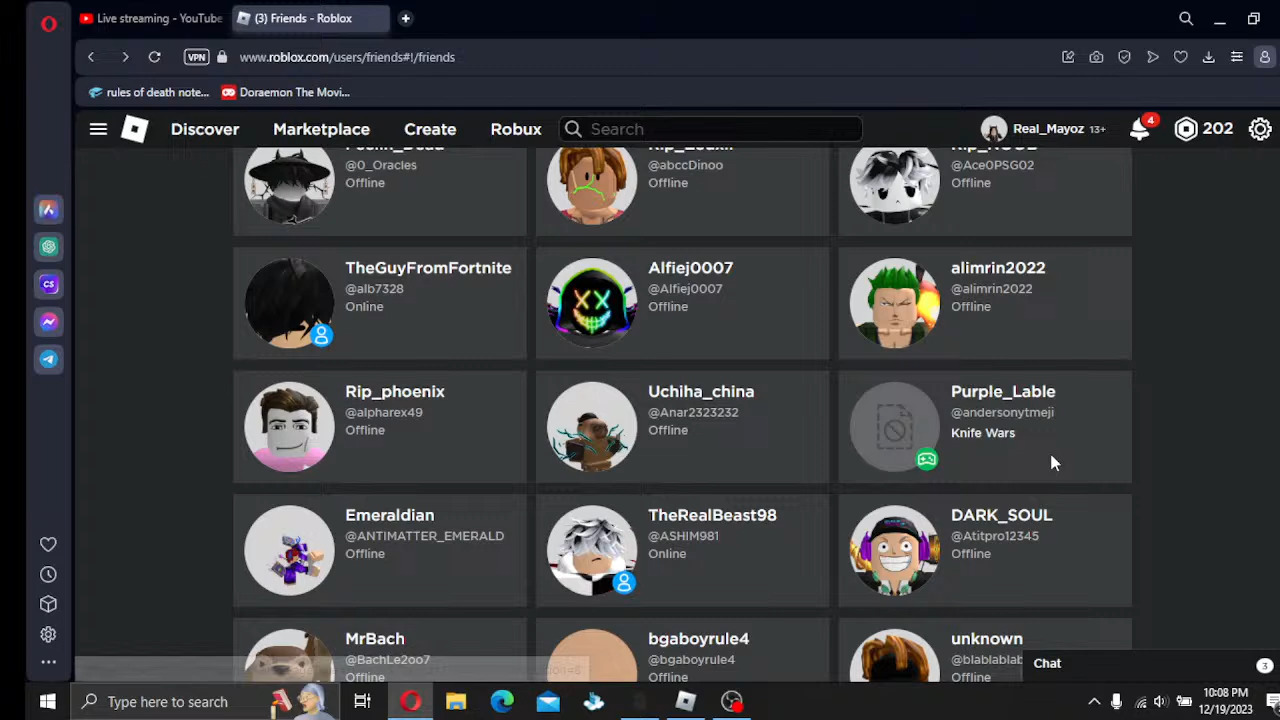 Live streaming - YouTube
(3) Friends - Roblox
VPN
www.roblox.com/users/friends#!/friends
rules of death note...
Doraemon The Movi...
Discover
Marketplace
Create
Robux
Search
Real_Mayoz 13+
4
202
@0_Oracles
Offline
@abccDinoo
Offline
@Ace0PSG02
Offline
TheGuyFromFortnite
@alb7328
Online
Alfiej0007
@Alfiej0007
Offline
alimrin2022
@alimrin2022
Offline
Rip_phoenix
@alpharex49
Offline
Uchiha_china
@Anar2323232
Offline
Purple_Lable
@andersonytmeji
Knife Wars
Emeraldian
@ANTIMATTER_EMERALD
Offline
TheRealBeast98
@ASHIM981
Online
DARK_SOUL
@Atitpro12345
Offline
MrBach
@BachLe2oo7
Offline
bgaboyrule4
@bgaboyrule4
Offline
unknown
@blablablab
Offline
Chat
3
Type here to search
10:08 PM
12/19/2023